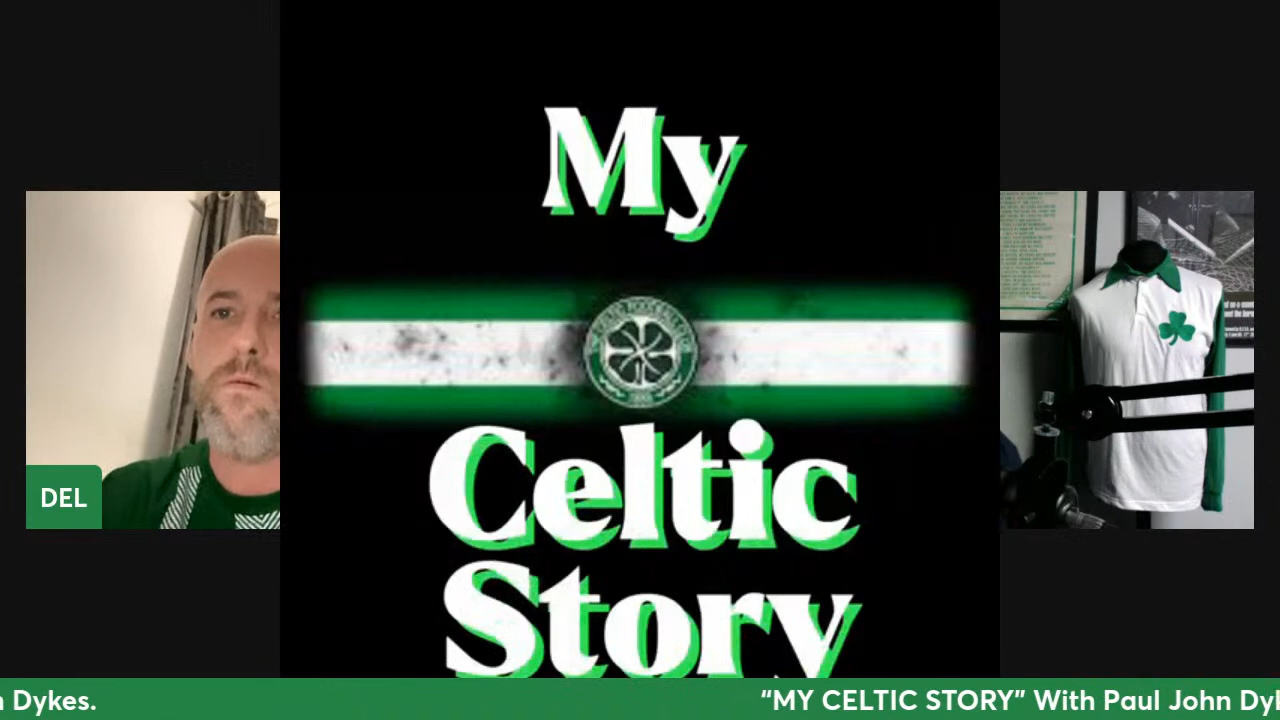 My
Celtic
Story
DEL
n Dykes.
“MY CELTIC STORY” With Paul John Dyk